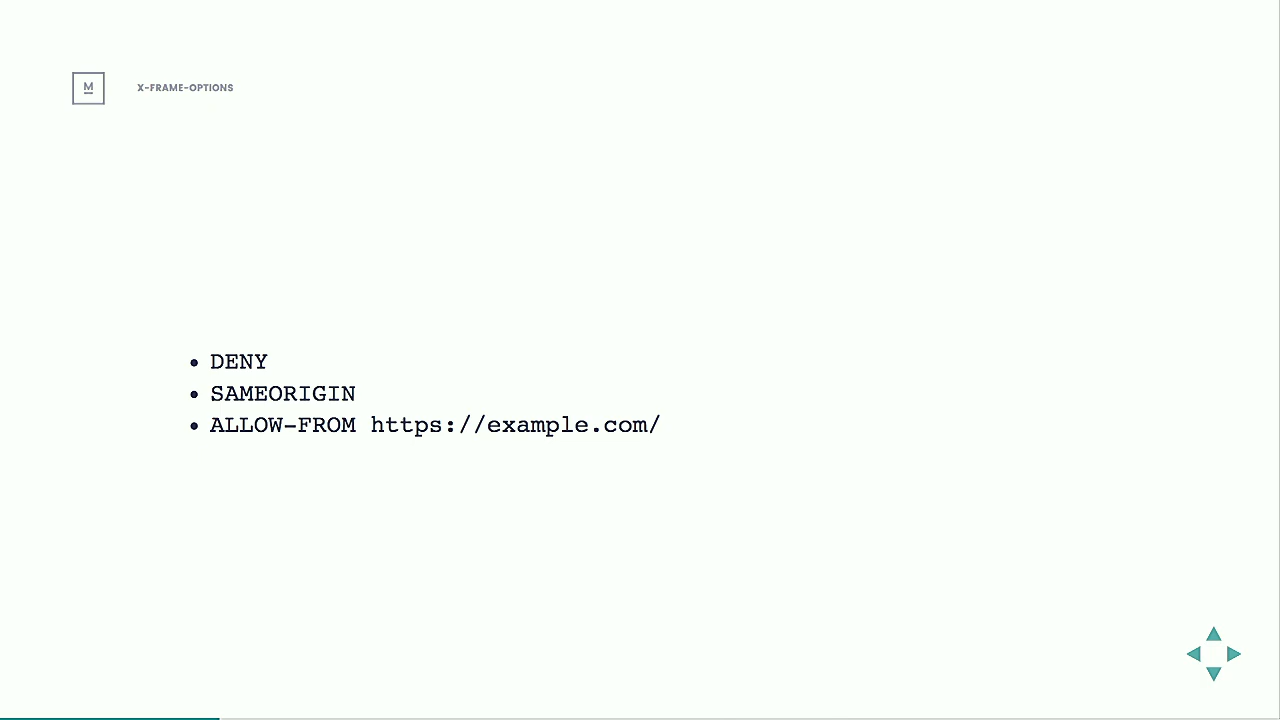 M
X-FRAME-OPTIONS
• DENY
• SAMEORIGIN
• ALLOW-FROM https://example.com/